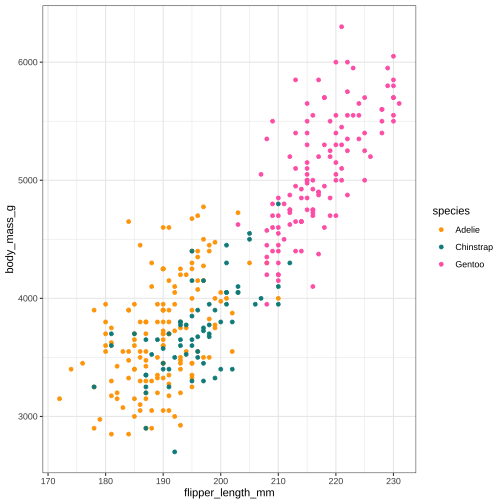 6000
5000
4000
3000
body_mass_g
170
180
190
200
210
220
230
flipper_length_mm
species
Adelie
Chinstrap
Gentoo